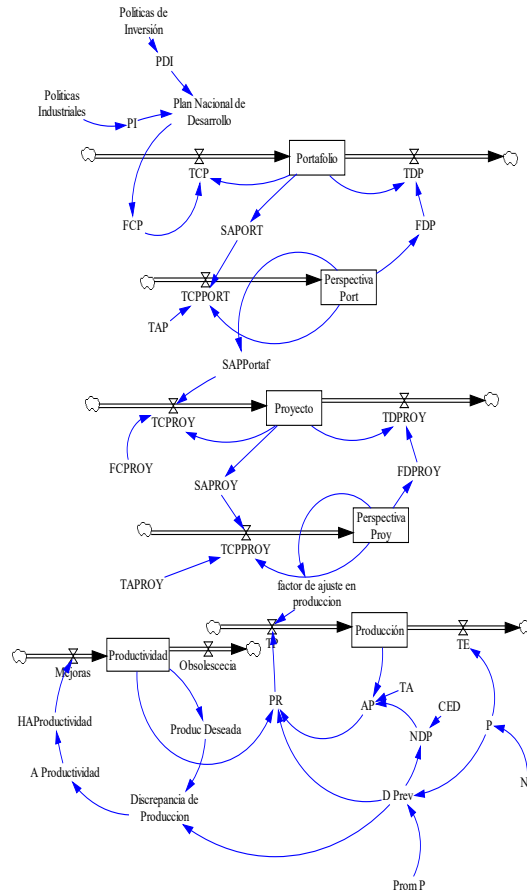 Politicas de
Inversión
PDI
Politicas
Industriales
PI
Plan Nacional de
Desarrollo
Portafolio
TCP
TDP
FCP
SAPORT
FDP
TCPPORT
Perspectiva
Port
TAP
SAPPortaf
Proyecto
TCPROY
TDPROY
FCPROY
SAPROY
FDPROY
TCPPROY
Perspectiva
Proy
TAPROY
factor de ajuste en
produccion
Productividad
Producción
Mejoras
Obsolescecia
TE
PR
AP
TA
HAProductividad
Produc Deseada
NDP
CED
P
A Productividad
Discrepancia de
Produccion
D Prev
N
Prom P